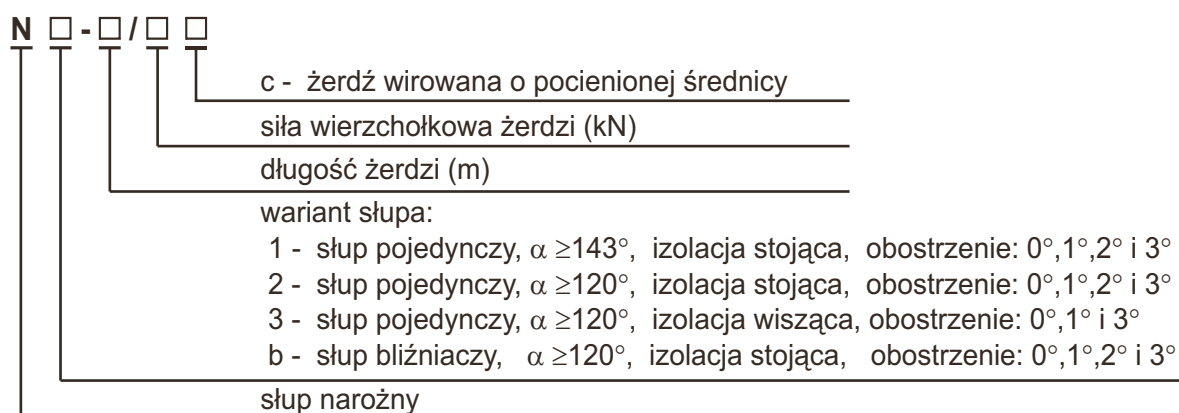 N □ - □ / □ □
c - żerdź wirowana o pocienionej średnicy
siła wierzchołkowa żerdzi (kN)
długość żerdzi (m)
wariant słupa:
1 - słup pojedynczy, α ≥143°, izolacja stojąca, obostrzenie: 0°,1°,2° i 3°
2 - słup pojedynczy, α ≥120°, izolacja stojąca, obostrzenie: 0°,1°,2° i 3°
3 - słup pojedynczy, α ≥120°, izolacja wisząca, obostrzenie: 0°,1° i 3°
b - słup bliźniaczy, α ≥120°, izolacja stojąca, obostrzenie: 0°,1°,2° i 3°
słup narożny